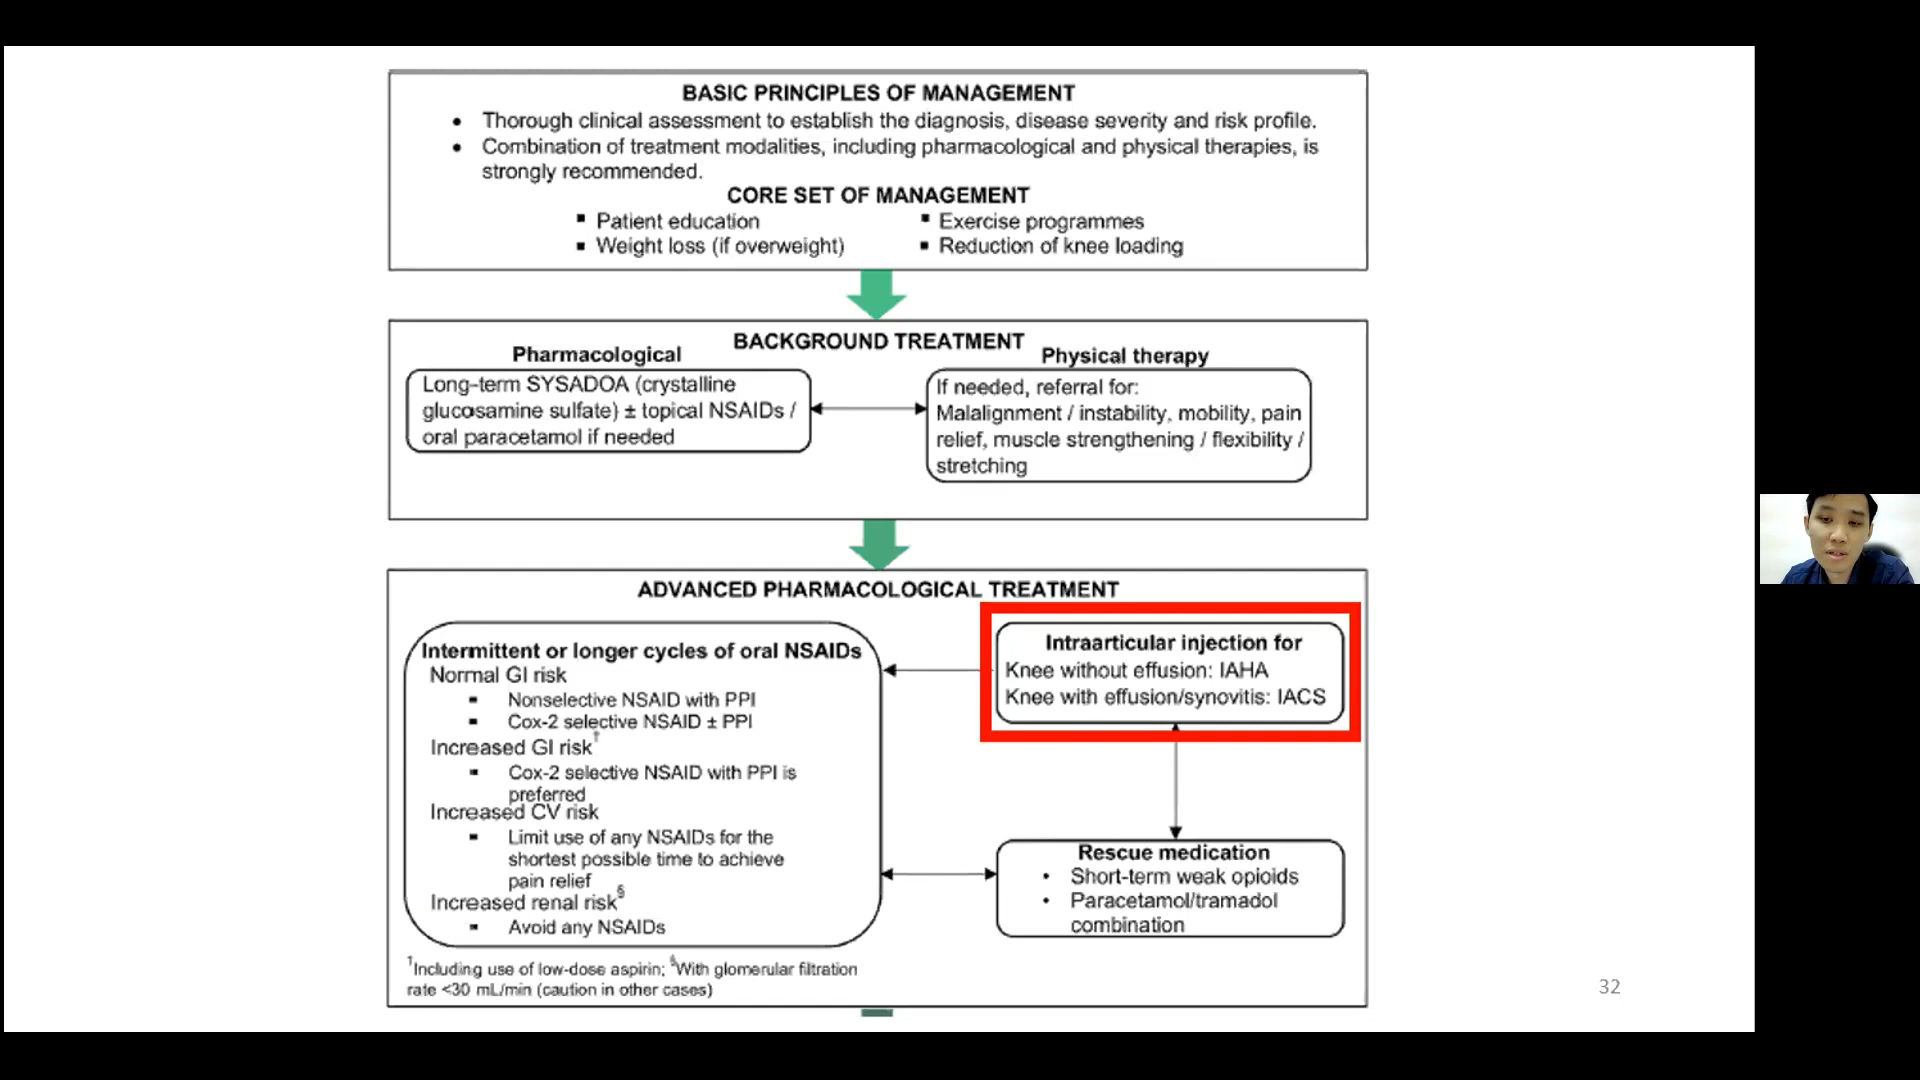 BASIC PRINCIPLES OF MANAGEMENT
• Thorough clinical assessment to establish the diagnosis, disease severity and risk profile.
• Combination of treatment modalities, including pharmacological and physical therapies, is
strongly recommended.
CORE SET OF MANAGEMENT
▪ Patient education
▪ Exercise programmes
▪ Weight loss (if overweight)
▪ Reduction of knee loading
BACKGROUND TREATMENT
Pharmacological
Long-term SYSADOA (crystalline
glucosamine sulfate) ± topical NSAIDs /
oral paracetamol if needed
Physical therapy
If needed, referral for:
Malalignment / instability, mobility, pain
relief, muscle strengthening / flexibility /
stretching
ADVANCED PHARMACOLOGICAL TREATMENT
Intermittent or longer cycles of oral NSAIDs
Normal GI risk
▪ Nonselective NSAID with PPI
▪ Cox-2 selective NSAID ± PPI
Increased GI risk†
▪ Cox-2 selective NSAID with PPI is
preferred
Increased CV risk
▪ Limit use of any NSAIDs for the
shortest possible time to achieve
pain relief
Increased renal risk§
▪ Avoid any NSAIDs
Intraarticular injection for
Knee without effusion: IAHA
Knee with effusion/synovitis: IACS
Rescue medication
• Short-term weak opioids
• Paracetamol/tramadol
combination
†Including use of low-dose aspirin; §With glomerular filtration
rate <30 mL/min (caution in other cases)
32